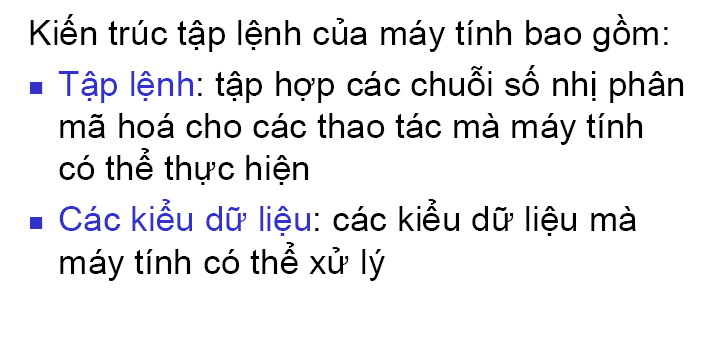 Kiến trúc tập lệnh của máy tính bao gồm:
Tập lệnh: tập hợp các chuỗi số nhị phân
mã hoá cho các thao tác mà máy tính
có thể thực hiện
Các kiểu dữ liệu: các kiểu dữ liệu mà
máy tính có thể xử lý